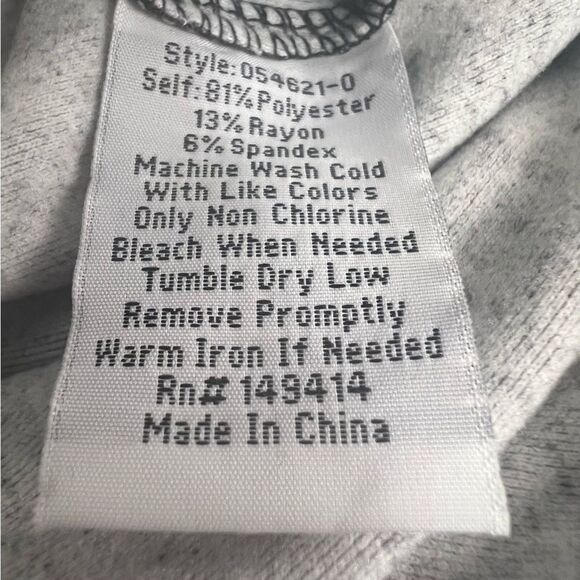 Style:054621-0
Self:81% Polyester
13% Rayon
6% Spandex
Machine Wash Cold
With Like Colors
Only Non Chlorine
Bleach When Needed
Tumble Dry Low
Remove Promptly
Warm Iron If Needed
Rn# 149414
Made In China